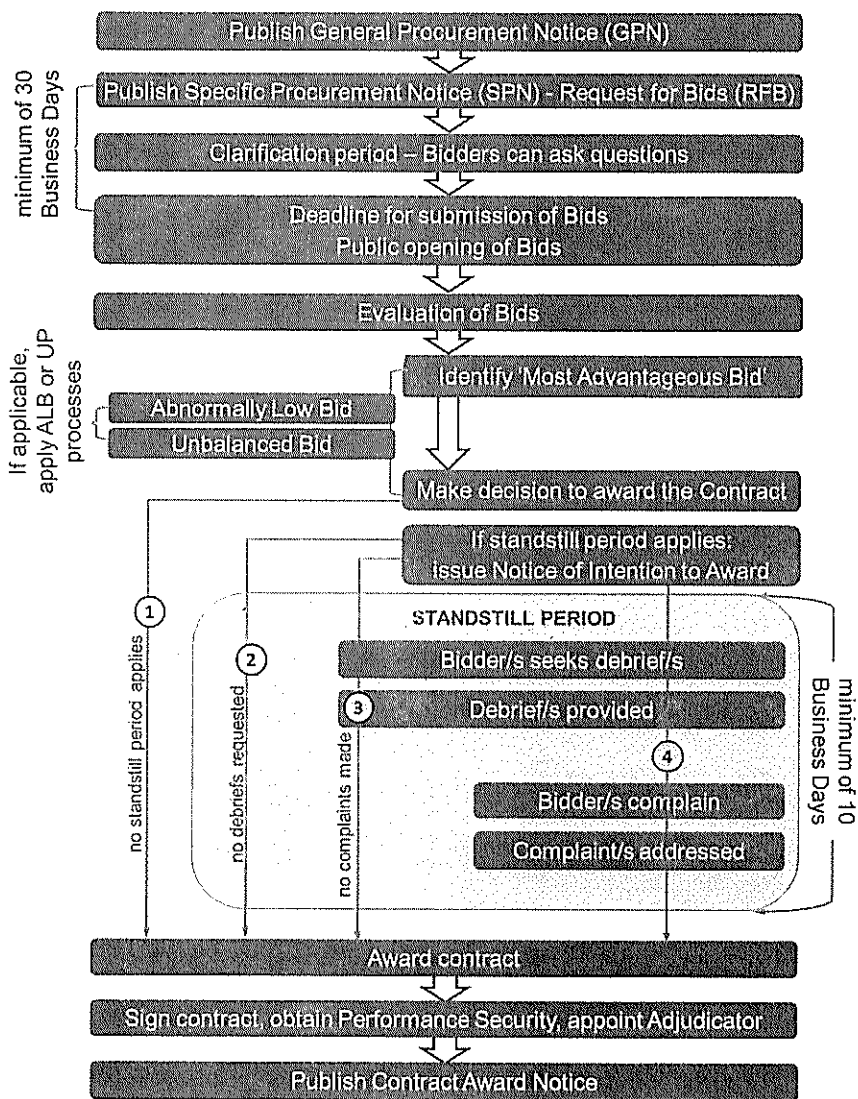 Publish General Procurement Notice (GPN)
minimum of 30
Business Days
Publish Specific Procurement Notice (SPN) - Request for Bids (RFB)
Clarification period – Bidders can ask questions
Deadline for submission of Bids
Public opening of Bids
Evaluation of Bids
Identify 'Most Advantageous Bid'
If applicable,
apply ALB or UP
processes
Abnormally Low Bid
Unbalanced Bid
Make decision to award the Contract
If standstill period applies:
issue Notice of Intention to Award
1
no standstill period applies
2
no debriefs requested
STANDSTILL PERIOD
Bidder/s seeks debrief/s
Debrief/s provided
3
no complaints made
4
Bidder/s complain
Complaint/s addressed
minimum of 10
Business Days
Award contract
Sign contract, obtain Performance Security, appoint Adjudicator
Publish Contract Award Notice